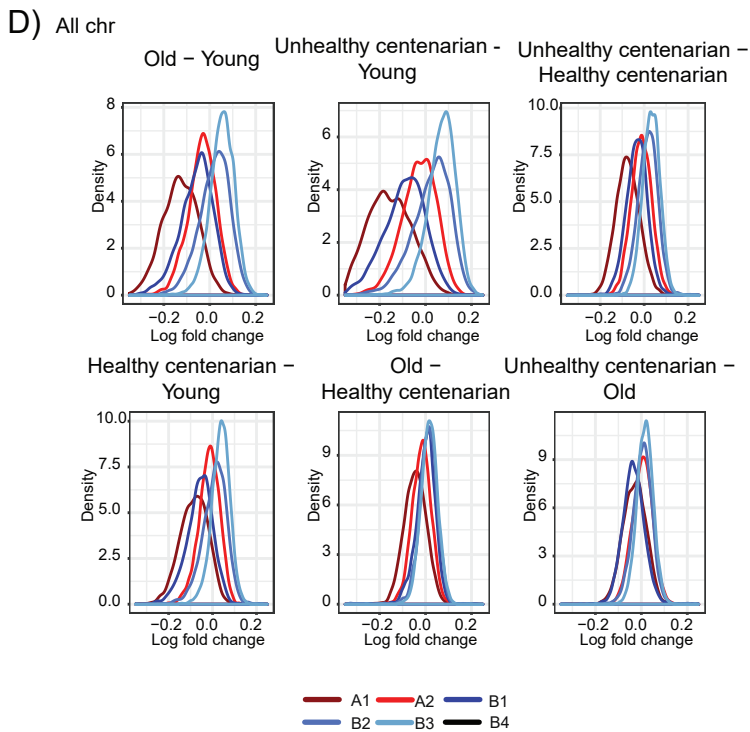 D) All chr
Old − Young
Unhealthy centenarian -
Young
Unhealthy centenarian −
Healthy centenarian
8
6
4
2
0
Density
−0.2 0.0 0.2
Log fold change
6
4
2
0
Density
−0.2 0.0 0.2
Log fold change
10.0
7.5
5.0
2.5
0.0
Density
−0.2 0.0 0.2
Log fold change
Healthy centenarian −
Young
Old −
Healthy centenarian
Unhealthy centenarian −
Old
10.0
7.5
5.0
2.5
0.0
Density
−0.2 0.0 0.2
Log fold change
9
6
3
0
Density
−0.2 0.0 0.2
Log fold change
9
6
3
0
Density
−0.2 0.0 0.2
Log fold change
A1 A2 B1
B2 B3 B4